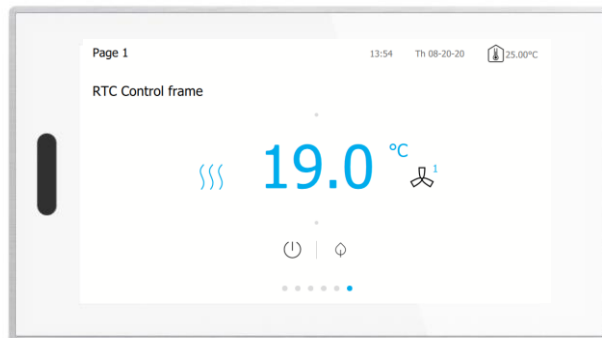 Page 1
13:54 Th 08-20-20 25.00°C
RTC Control frame
19.0 °C
1